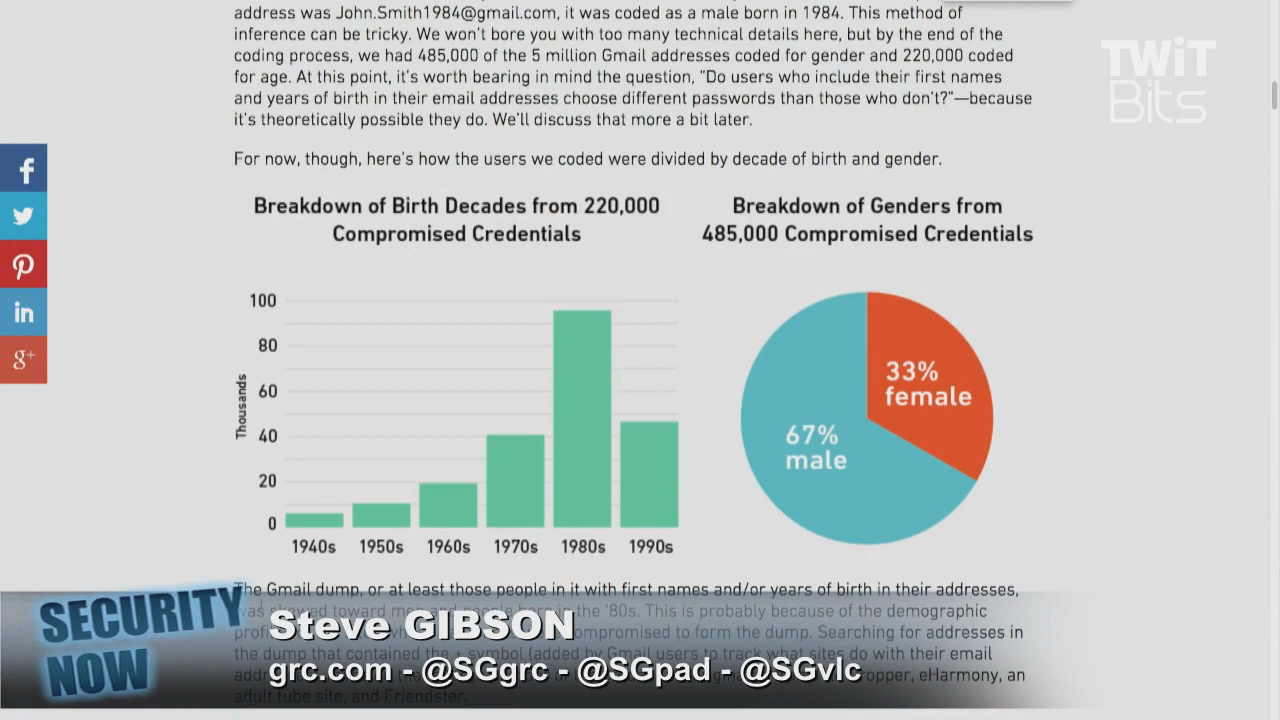 address was John.Smith1984@gmail.com, it was coded as a male born in 1984. This method of
inference can be tricky. We won't bore you with too many technical details here, but by the end of the
coding process, we had 485,000 of the 5 million Gmail addresses coded for gender and 220,000 coded
for age. At this point, it's worth bearing in mind the question, "Do users who include their first names
and years of birth in their email addresses choose different passwords than those who don't?"—because
it's theoretically possible they do. We'll discuss that more a bit later.
TWiT
Bits
For now, though, here's how the users we coded were divided by decade of birth and gender.
f
in
g+
Breakdown of Birth Decades from 220,000
Compromised Credentials
Thousands
100
80
60
40
20
0
1940s 1950s 1960s 1970s 1980s 1990s
Breakdown of Genders from
485,000 Compromised Credentials
33%
female
67%
male
The Gmail dump, or at least those people in it with first names and/or years of birth in their addresses,
was skewed toward men and people born in the '80s. This is probably because of the demographic
compromised to form the dump. Searching for addresses in
the dump that contained the + symbol (added by Gmail users to track what sites do with their email
eHarmony, an
adult tube site, and Friendster.
SECURITY
NOW
Steve GIBSON
grc.com - @SGgrc - @SGpad - @SGvlc